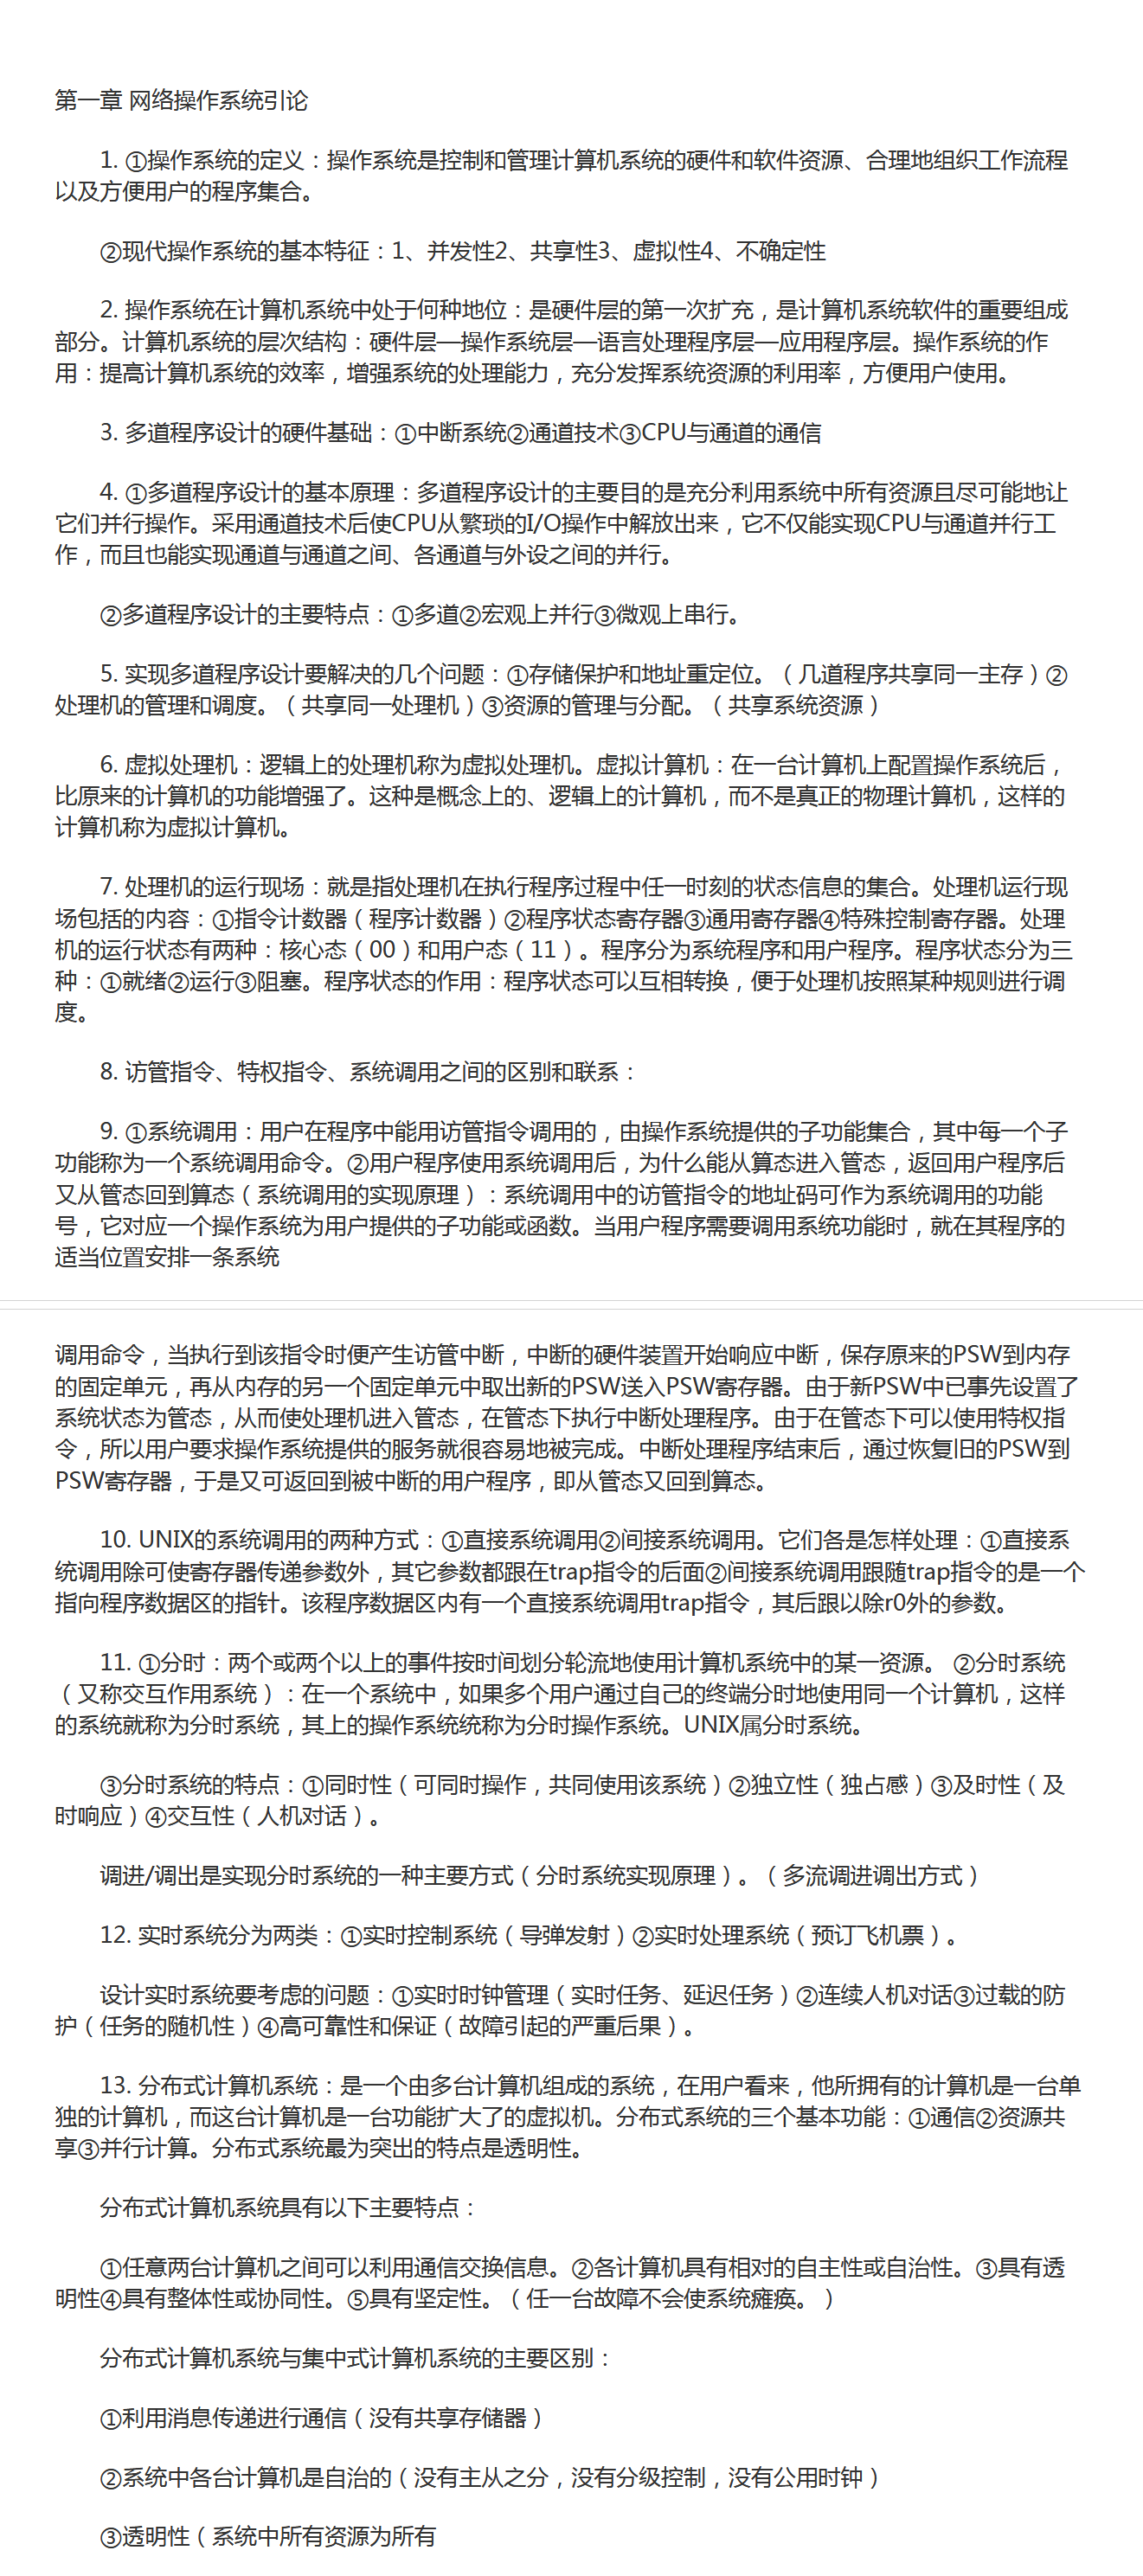 第一章 网络操作系统引论
1. ①操作系统的定义：操作系统是控制和管理计算机系统的硬件和软件资源、合理地组织工作流程
以及方便用户的程序集合。
②现代操作系统的基本特征：1、并发性2、共享性3、虚拟性4、不确定性
2. 操作系统在计算机系统中处于何种地位：是硬件层的第一次扩充，是计算机系统软件的重要组成
部分。计算机系统的层次结构：硬件层—操作系统层—语言处理程序层—应用程序层。操作系统的作
用：提高计算机系统的效率，增强系统的处理能力，充分发挥系统资源的利用率，方便用户使用。
3. 多道程序设计的硬件基础：①中断系统②通道技术③CPU与通道的通信
4. ①多道程序设计的基本原理：多道程序设计的主要目的是充分利用系统中所有资源且尽可能地让
它们并行操作。采用通道技术后使CPU从繁琐的I/O操作中解放出来，它不仅能实现CPU与通道并行工
作，而且也能实现通道与通道之间、各通道与外设之间的并行。
②多道程序设计的主要特点：①多道②宏观上并行③微观上串行。
5. 实现多道程序设计要解决的几个问题：①存储保护和地址重定位。（几道程序共享同一主存）②
处理机的管理和调度。（共享同一处理机）③资源的管理与分配。（共享系统资源）
6. 虚拟处理机：逻辑上的处理机称为虚拟处理机。虚拟计算机：在一台计算机上配置操作系统后，
比原来的计算机的功能增强了。这种是概念上的、逻辑上的计算机，而不是真正的物理计算机，这样的
计算机称为虚拟计算机。
7. 处理机的运行现场：就是指处理机在执行程序过程中任一时刻的状态信息的集合。处理机运行现
场包括的内容：①指令计数器（程序计数器）②程序状态寄存器③通用寄存器④特殊控制寄存器。处理
机的运行状态有两种：核心态（00）和用户态（11）。程序分为系统程序和用户程序。程序状态分为三
种：①就绪②运行③阻塞。程序状态的作用：程序状态可以互相转换，便于处理机按照某种规则进行调
度。
8. 访管指令、特权指令、系统调用之间的区别和联系：
9. ①系统调用：用户在程序中能用访管指令调用的，由操作系统提供的子功能集合，其中每一个子
功能称为一个系统调用命令。②用户程序使用系统调用后，为什么能从算态进入管态，返回用户程序后
又从管态回到算态（系统调用的实现原理）：系统调用中的访管指令的地址码可作为系统调用的功能
号，它对应一个操作系统为用户提供的子功能或函数。当用户程序需要调用系统功能时，就在其程序的
适当位置安排一条系统
调用命令，当执行到该指令时便产生访管中断，中断的硬件装置开始响应中断，保存原来的PSW到内存
的固定单元，再从内存的另一个固定单元中取出新的PSW送入PSW寄存器。由于新PSW中已事先设置了
系统状态为管态，从而使处理机进入管态，在管态下执行中断处理程序。由于在管态下可以使用特权指
令，所以用户要求操作系统提供的服务就很容易地被完成。中断处理程序结束后，通过恢复旧的PSW到
PSW寄存器，于是又可返回到被中断的用户程序，即从管态又回到算态。
10. UNIX的系统调用的两种方式：①直接系统调用②间接系统调用。它们各是怎样处理：①直接系
统调用除可使寄存器传递参数外，其它参数都跟在trap指令的后面②间接系统调用跟随trap指令的是一个
指向程序数据区的指针。该程序数据区内有一个直接系统调用trap指令，其后跟以除r0外的参数。
11. ①分时：两个或两个以上的事件按时间划分轮流地使用计算机系统中的某一资源。 ②分时系统
（又称交互作用系统）：在一个系统中，如果多个用户通过自己的终端分时地使用同一个计算机，这样
的系统就称为分时系统，其上的操作系统统称为分时操作系统。UNIX属分时系统。
③分时系统的特点：①同时性（可同时操作，共同使用该系统）②独立性（独占感）③及时性（及
时响应）④交互性（人机对话）。
调进/调出是实现分时系统的一种主要方式（分时系统实现原理）。（多流调进调出方式）
12. 实时系统分为两类：①实时控制系统（导弹发射）②实时处理系统（预订飞机票）。
设计实时系统要考虑的问题：①实时时钟管理（实时任务、延迟任务）②连续人机对话③过载的防
护（任务的随机性）④高可靠性和保证（故障引起的严重后果）。
13. 分布式计算机系统：是一个由多台计算机组成的系统，在用户看来，他所拥有的计算机是一台单
独的计算机，而这台计算机是一台功能扩大了的虚拟机。分布式系统的三个基本功能：①通信②资源共
享③并行计算。分布式系统最为突出的特点是透明性。
分布式计算机系统具有以下主要特点：
①任意两台计算机之间可以利用通信交换信息。②各计算机具有相对的自主性或自治性。③具有透
明性④具有整体性或协同性。⑤具有坚定性。（任一台故障不会使系统瘫痪。 ）
分布式计算机系统与集中式计算机系统的主要区别：
①利用消息传递进行通信（没有共享存储器）
②系统中各台计算机是自治的（没有主从之分，没有分级控制，没有公用时钟）
③透明性（系统中所有资源为所有